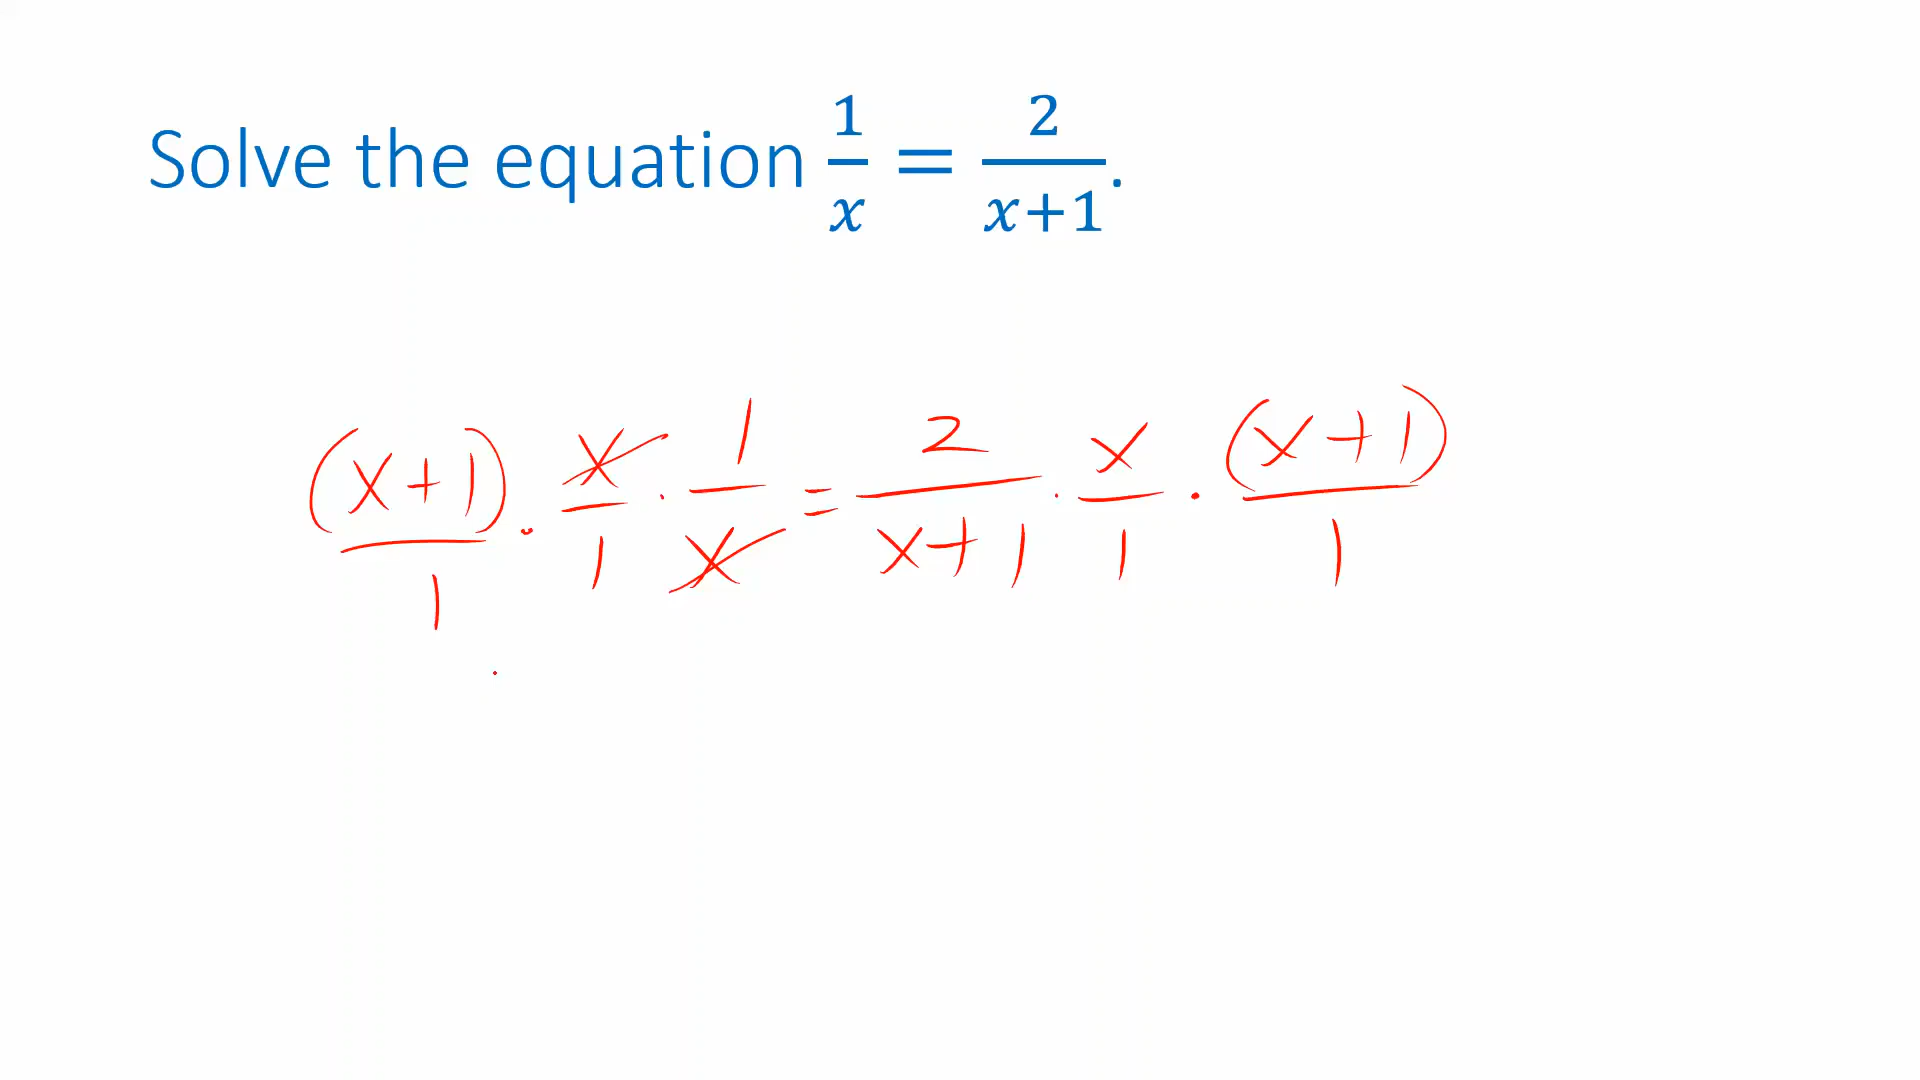 Solve the equation 1/x = 2/(x+1).
(x+1)/1 · x/1 · 1/x = 2/(x+1) · x/1 · (x+1)/1